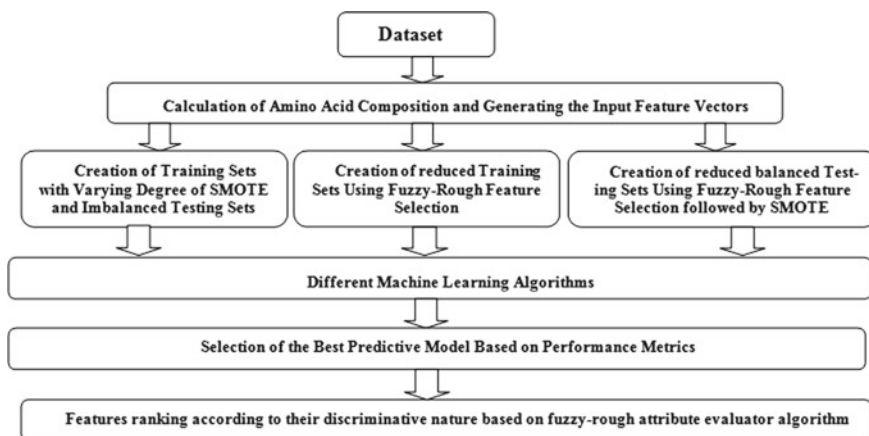 Dataset
Calculation of Amino Acid Composition and Generating the Input Feature Vectors
Creation of Training Sets
with Varying Degree of SMOTE
and Imbalanced Testing Sets
Creation of reduced Training
Sets Using Fuzzy-Rough Feature
Selection
Creation of reduced balanced Test-
ing Sets Using Fuzzy-Rough Feature
Selection followed by SMOTE
Different Machine Learning Algorithms
Selection of the Best Predictive Model Based on Performance Metrics
Features ranking according to their discriminative nature based on fuzzy-rough attribute evaluator algorithm